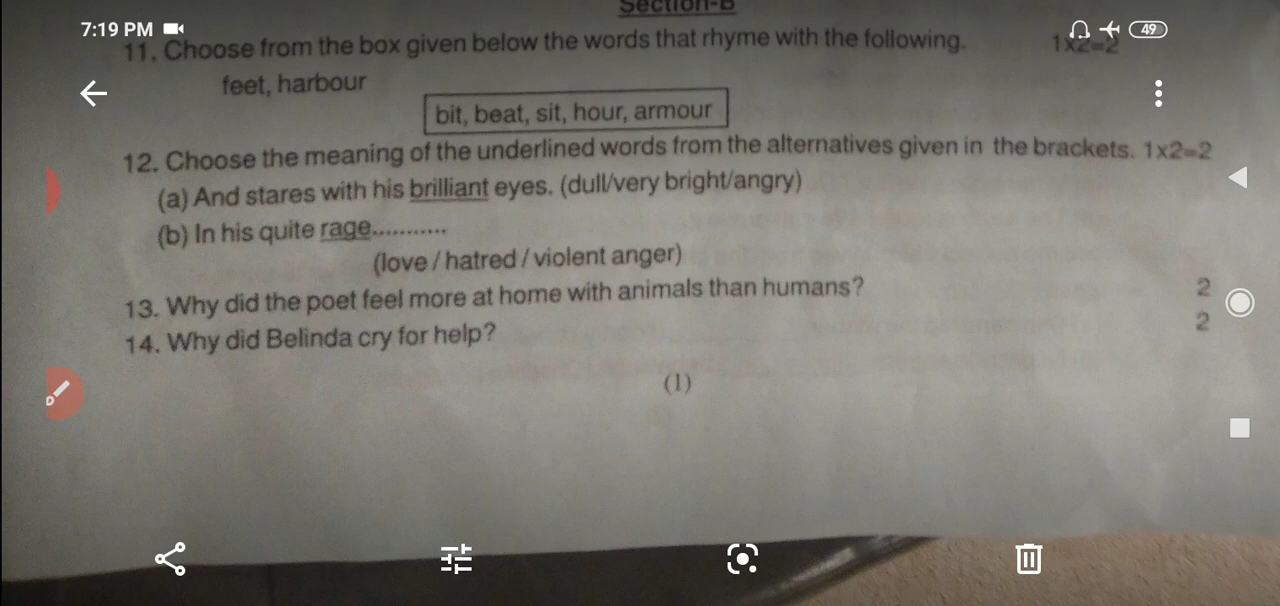 Section-B
7:19 PM
49
11. Choose from the box given below the words that rhyme with the following. 1x2=2
feet, harbour
bit, beat, sit, hour, armour
12. Choose the meaning of the underlined words from the alternatives given in the brackets. 1x2=2
(a) And stares with his brilliant eyes. (dull/very bright/angry)
(b) In his quite rage...........
(love / hatred / violent anger)
13. Why did the poet feel more at home with animals than humans? 2
14. Why did Belinda cry for help? 2
(1)